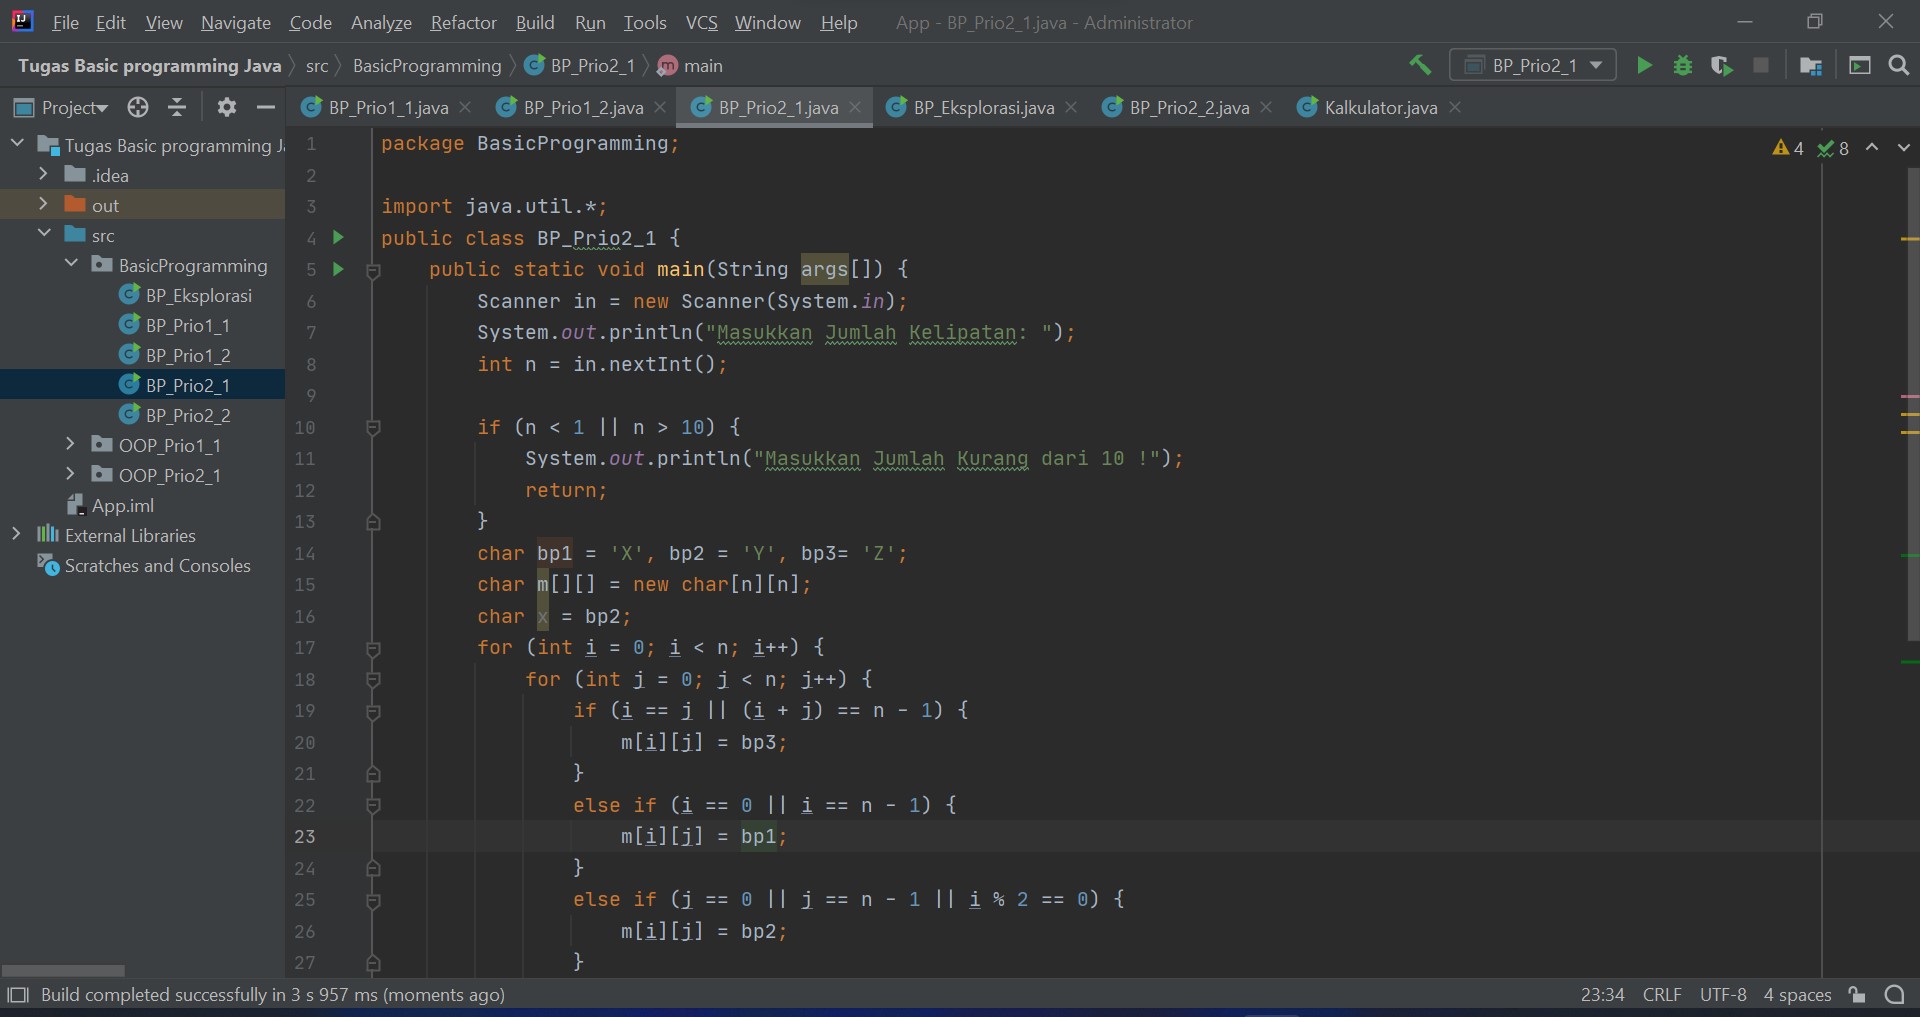 File Edit View Navigate Code Analyze Refactor Build Run Tools VCS Window Help App - BP_Prio2_1.java - Administrator
Tugas Basic programming Java src BasicProgramming BP_Prio2_1 main BP_Prio2_1
Project BP_Prio1_1.java BP_Prio1_2.java BP_Prio2_1.java BP_Eksplorasi.java BP_Prio2_2.java Kalkulator.java
Tugas Basic programming J
.idea
out
src
BasicProgramming
BP_Eksplorasi
BP_Prio1_1
BP_Prio1_2
BP_Prio2_1
BP_Prio2_2
OOP_Prio1_1
OOP_Prio2_1
App.iml
External Libraries
Scratches and Consoles
4 8
1 package BasicProgramming;
2
3 import java.util.*;
4 public class BP_Prio2_1 {
5 public static void main(String args[]) {
6 Scanner in = new Scanner(System.in);
7 System.out.println("Masukkan Jumlah Kelipatan: ");
8 int n = in.nextInt();
9
10 if (n < 1 || n > 10) {
11 System.out.println("Masukkan Jumlah Kurang dari 10 !");
12 return;
13 }
14 char bp1 = 'X', bp2 = 'Y', bp3= 'Z';
15 char m[][] = new char[n][n];
16 char x = bp2;
17 for (int i = 0; i < n; i++) {
18 for (int j = 0; j < n; j++) {
19 if (i == j || (i + j) == n - 1) {
20 m[i][j] = bp3;
21 }
22 else if (i == 0 || i == n - 1) {
23 m[i][j] = bp1;
24 }
25 else if (j == 0 || j == n - 1 || i % 2 == 0) {
26 m[i][j] = bp2;
27 }
Build completed successfully in 3 s 957 ms (moments ago) 23:34 CRLF UTF-8 4 spaces